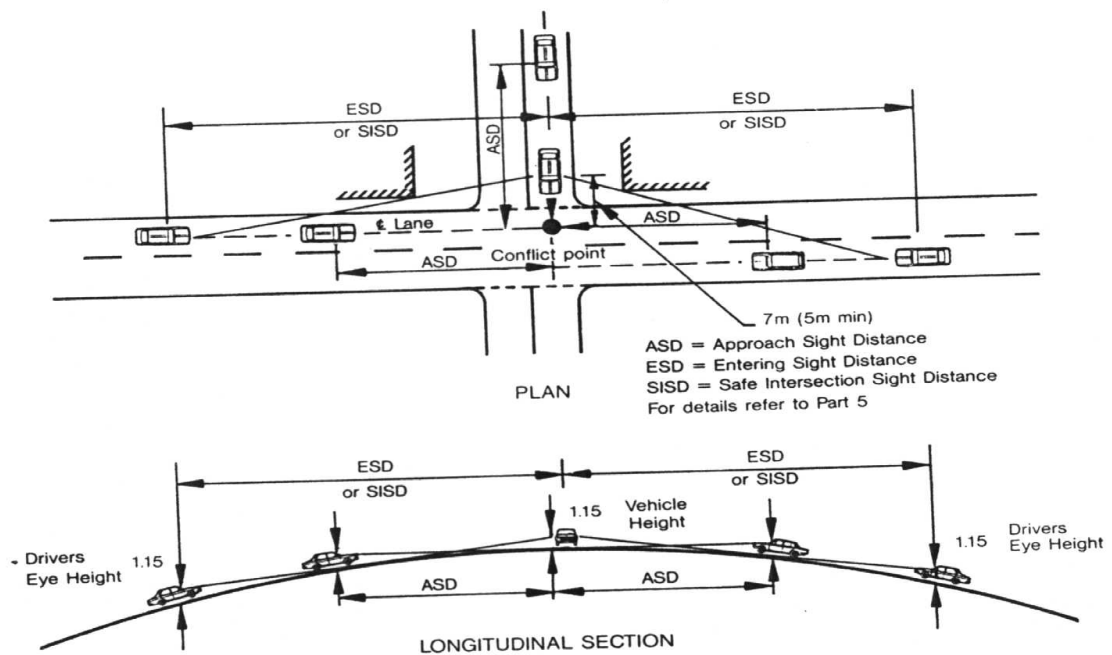 ESD
or SISD
ESD
or SISD
ASD
ASD
℄ Lane
Conflict point
ASD
7m (5m min)
ASD = Approach Sight Distance
ESD = Entering Sight Distance
SISD = Safe Intersection Sight Distance
For details refer to Part 5
PLAN
ESD
or SISD
ESD
or SISD
1.15 Vehicle
Height
Drivers
Eye Height 1.15
1.15 Drivers
Eye Height
ASD
ASD
LONGITUDINAL SECTION